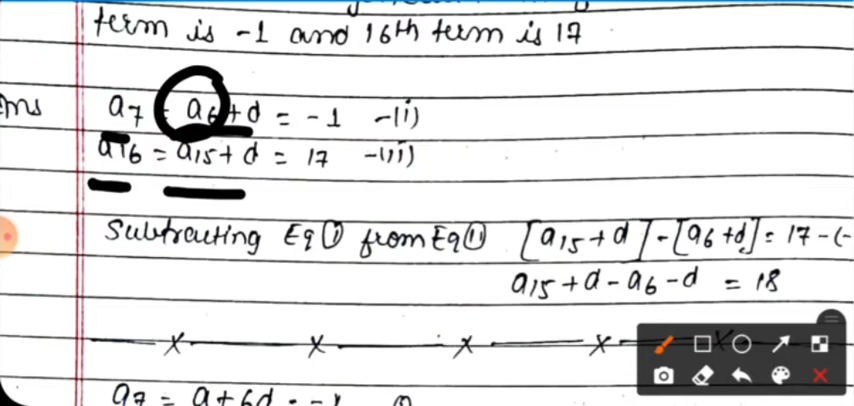 term is -1 and 16th term is 17
Ans a7 = a6+d = -1 -(i)
a16 = a15+d = 17 -(ii)
Subtracting Eq(i) from Eq(ii) [a15+d]-[a6+d]=17-(-
a15+d-a6-d = 18
a7 = a+6d = -1